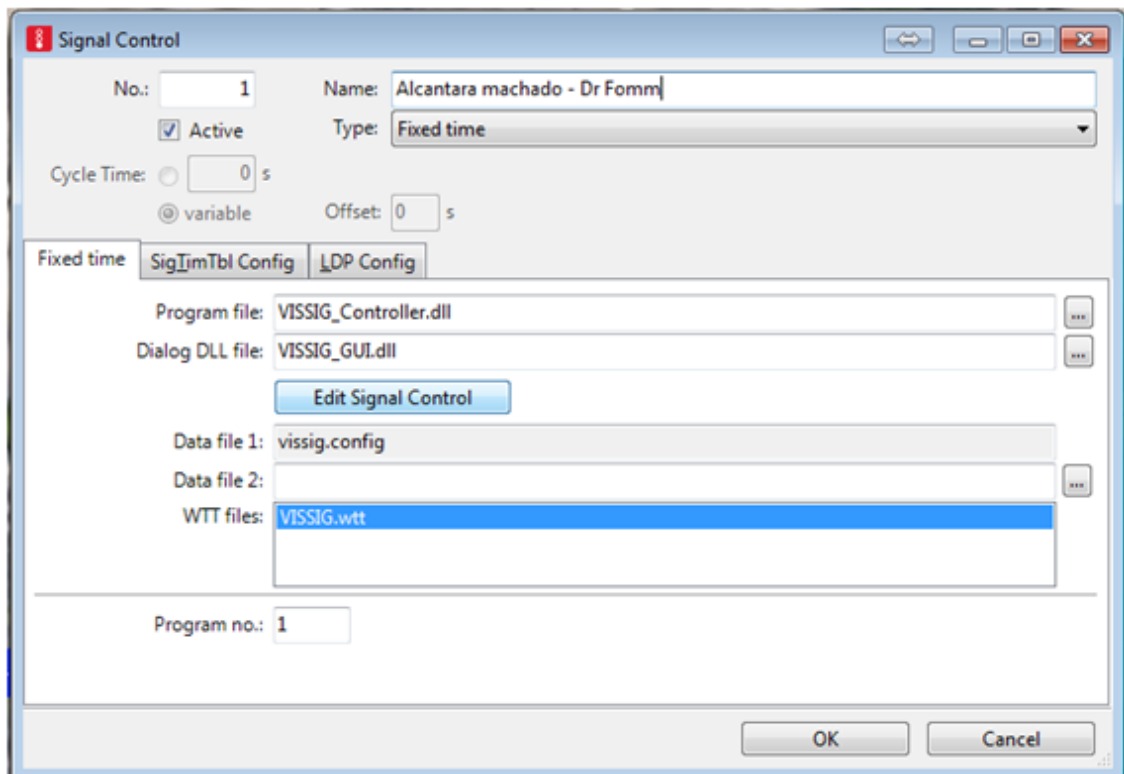 Signal Control
No.: 1 Name: Alcantara machado - Dr Fomm
Active Type: Fixed time
Cycle Time: 0 s
variable Offset: 0 s
Fixed time SigTimTbl Config LDP Config
Program file: VISSIG_Controller.dll ...
Dialog DLL file: VISSIG_GUI.dll ...
Edit Signal Control
Data file 1: vissig.config
Data file 2: ...
WTT files: VISSIG.wtt
Program no.: 1
OK Cancel